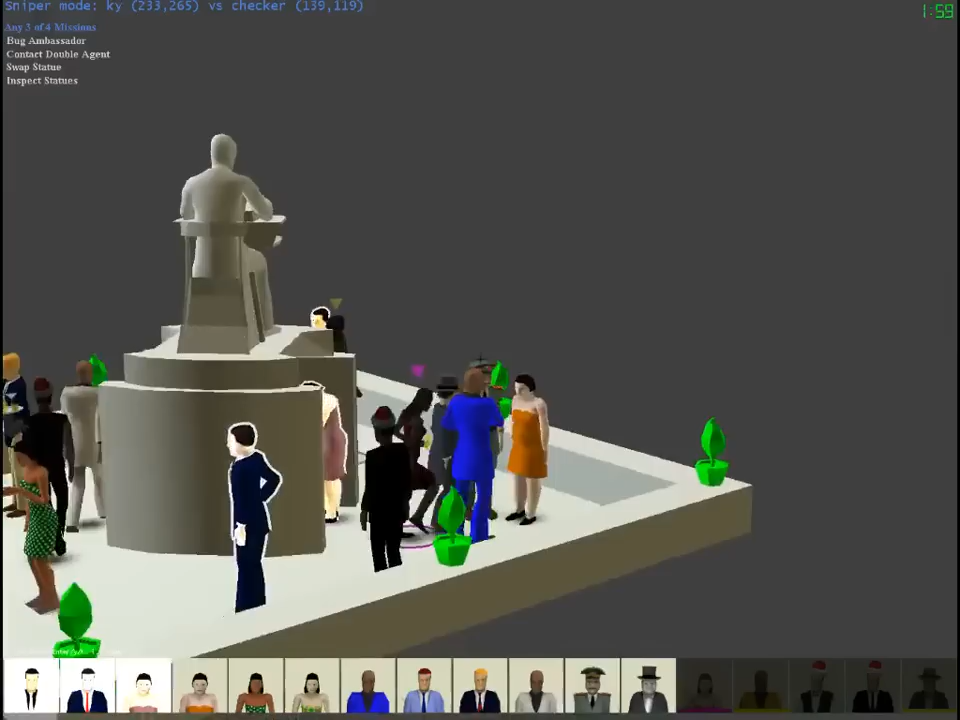 Sniper mode: ky (233,265) vs checker (139,119)
1:59
Any 3 of 4 Missions
Bug Ambassador
Contact Double Agent
Swap Statue
Inspect Statues